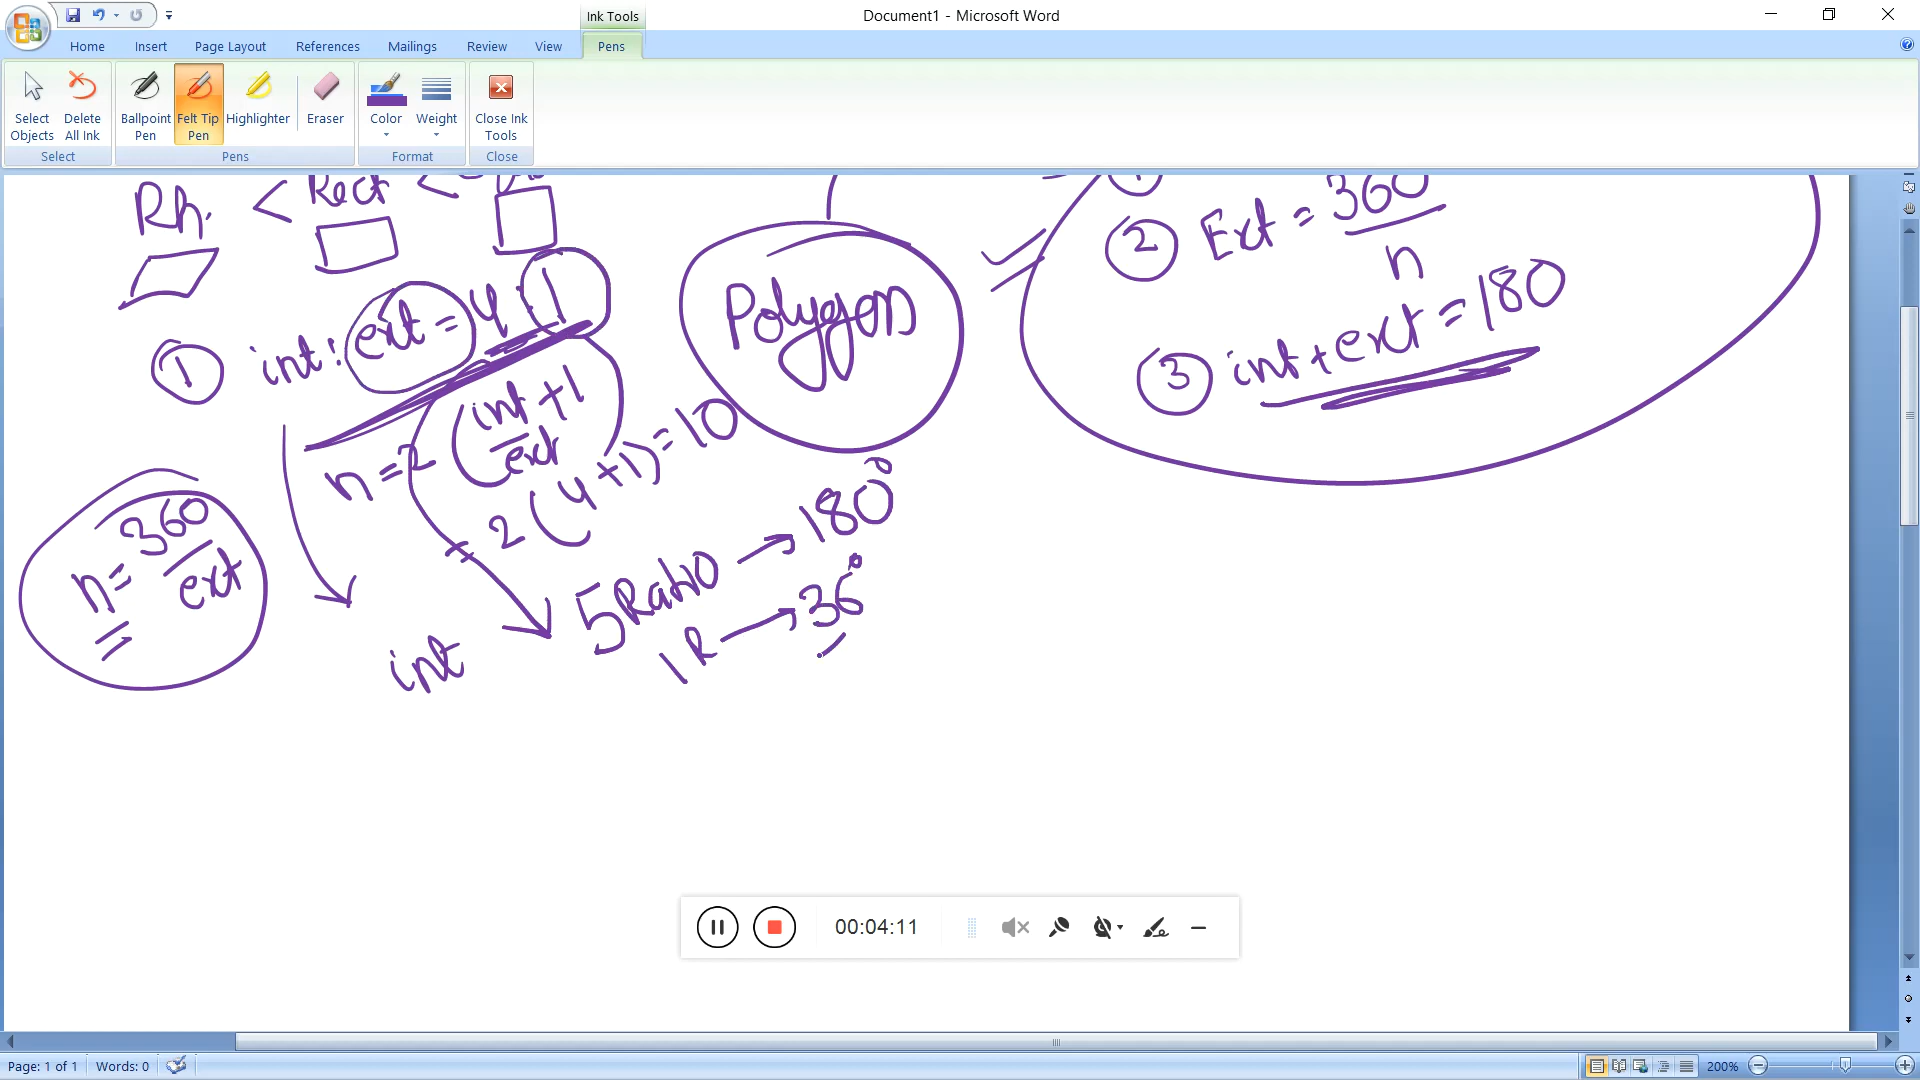 Ink Tools
Document1 - Microsoft Word
Home Insert Page Layout References Mailings Review View Pens
Select Objects
Delete All Ink
Ballpoint Pen
Felt Tip Pen
Highlighter
Eraser
Color
Weight
Close Ink Tools
Select Pens Format Close
Rh. < Rect <
② Ext = 360/n
③ int + ext = 180
① int : ext = 4 : 1
Polygons
n = 2 (int/ext + 1)
= 2 (4 + 1) = 10
n = 360/ext
5 Ratio → 180°
1R → 36°
int
00:04:11
Page: 1 of 1 Words: 0
200%